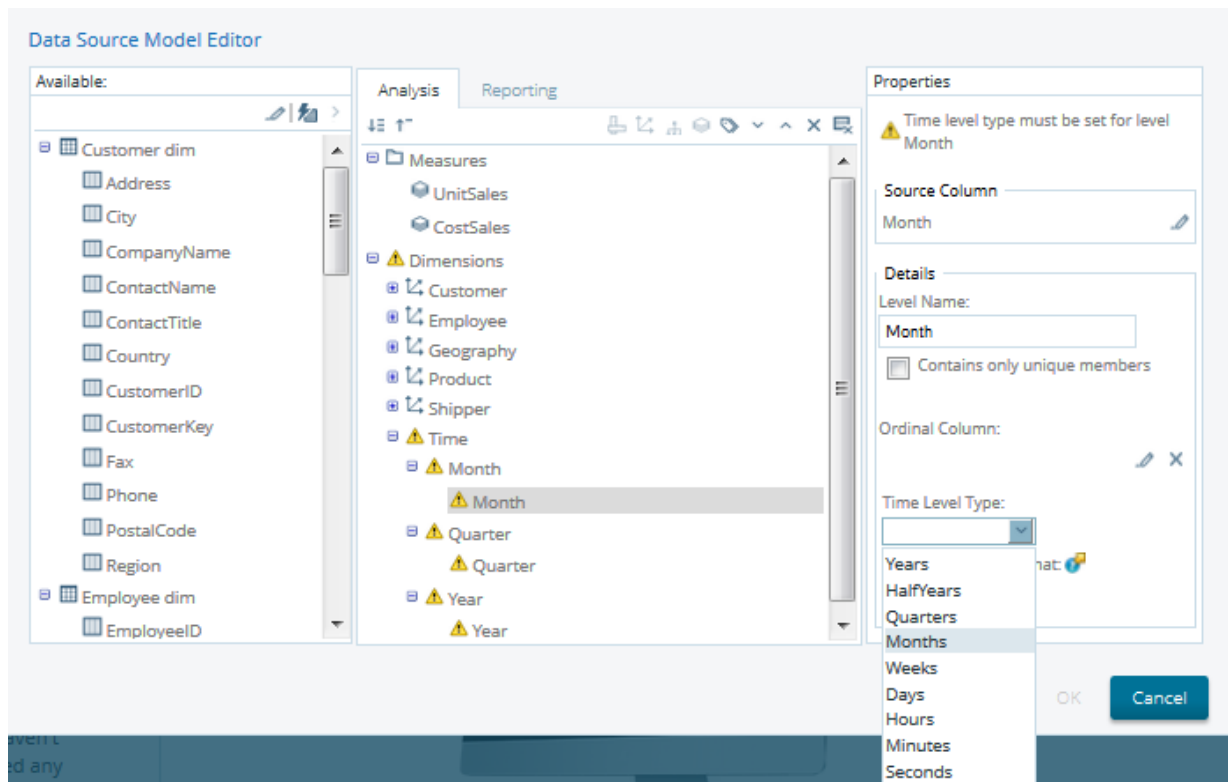 Data Source Model Editor
Available:
Customer dim
Address
City
CompanyName
ContactName
ContactTitle
Country
CustomerID
CustomerKey
Fax
Phone
PostalCode
Region
Employee dim
EmployeeID
Analysis Reporting
Measures
UnitSales
CostSales
Dimensions
Customer
Employee
Geography
Product
Shipper
Time
Month
Month
Quarter
Quarter
Year
Year
Properties
Time level type must be set for level
Month
Source Column
Month
Details
Level Name:
Month
Contains only unique members
Ordinal Column:
Time Level Type:
Years
HalfYears
Quarters
Months
Weeks
Days
Hours
Minutes
Seconds
OK Cancel
any